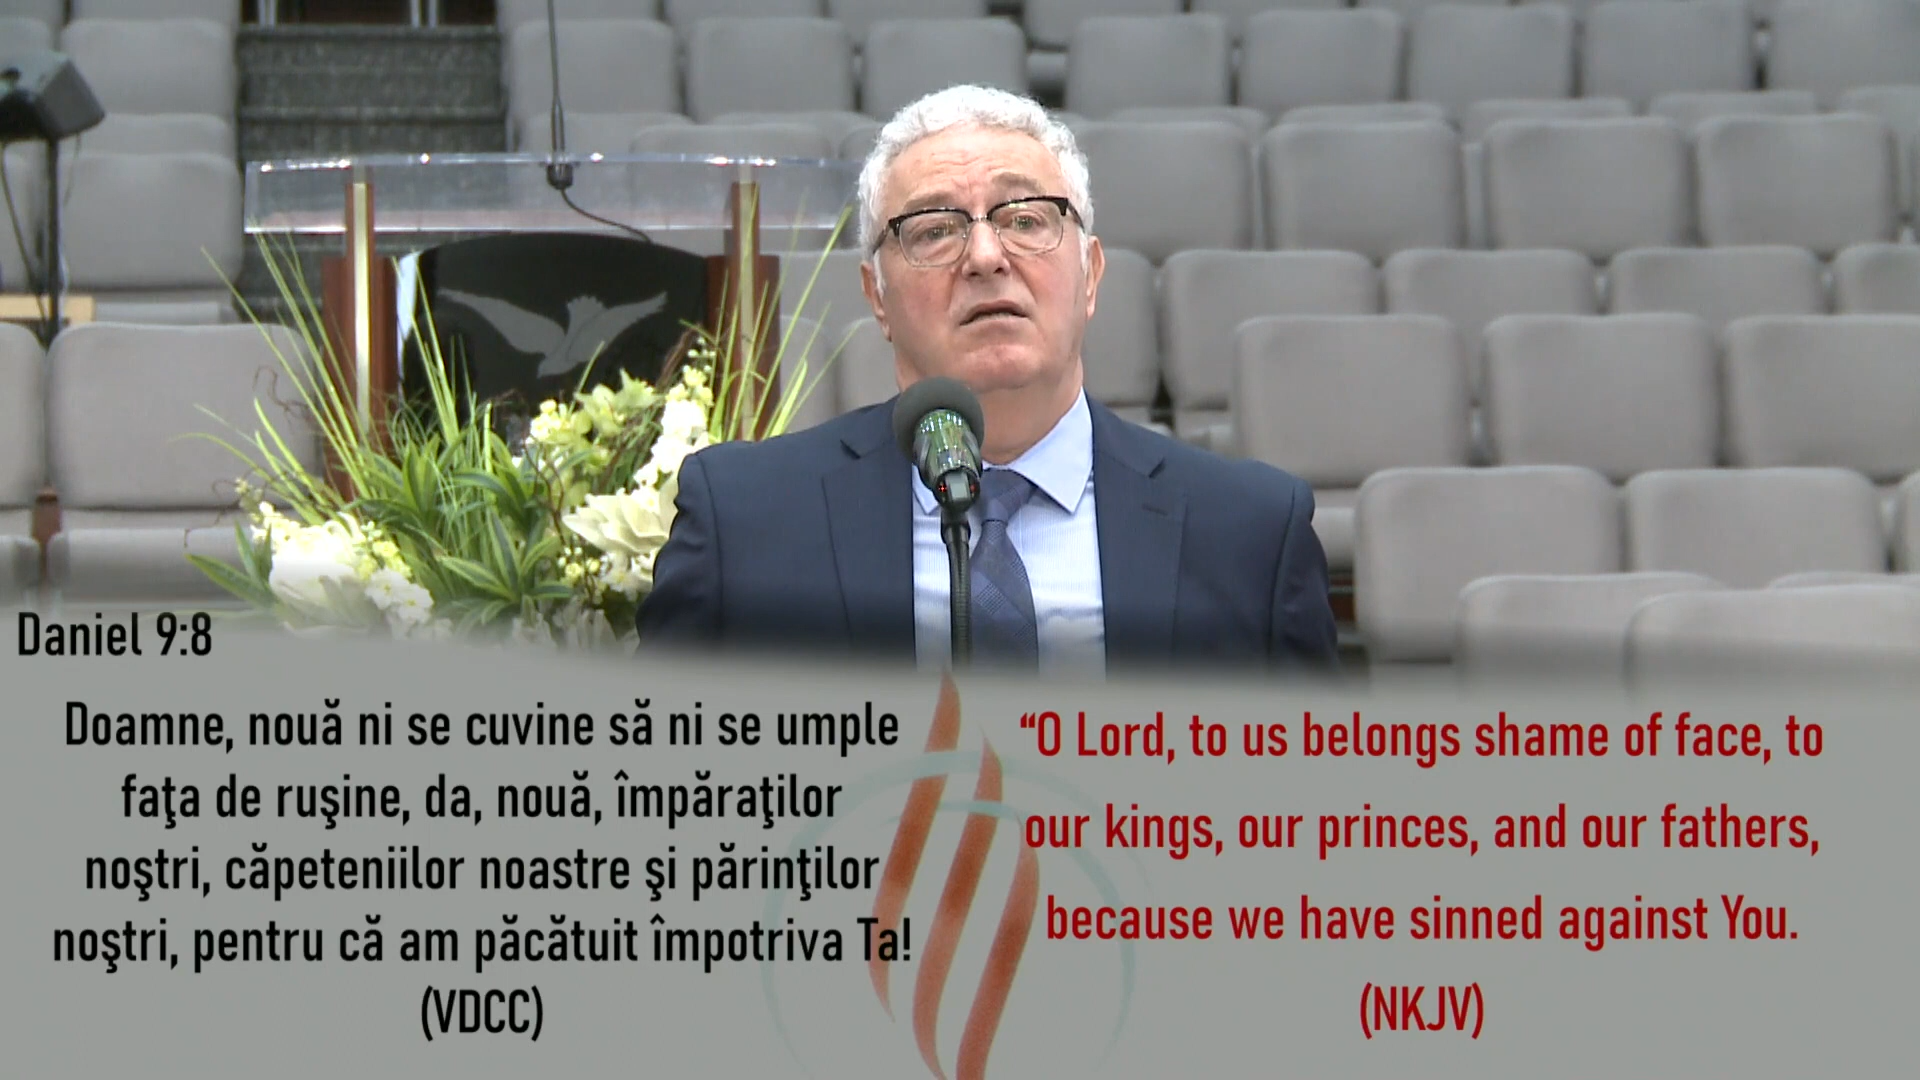 Daniel 9:8
Doamne, nouă ni se cuvine să ni se umple
faţa de ruşine, da, nouă, împăraţilor
noştri, căpeteniilor noastre şi părinţilor
noştri, pentru că am păcătuit împotriva Ta!
(VDCC)
“O Lord, to us belongs shame of face, to
our kings, our princes, and our fathers,
because we have sinned against You.
(NKJV)